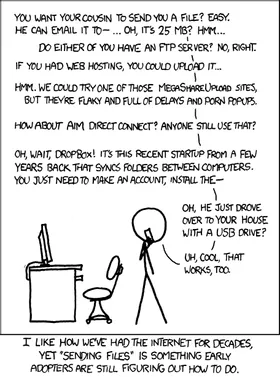 YOU WANT YOUR COUSIN TO SEND YOU A FILE? EASY.
HE CAN EMAIL IT TO— ... OH, IT'S 25 MB? HMM...
DO EITHER OF YOU HAVE AN FTP SERVER? NO, RIGHT.
IF YOU HAD WEB HOSTING, YOU COULD UPLOAD IT...
HMM. WE COULD TRY ONE OF THOSE MEGASHAREUPLOAD SITES,
BUT THEY'RE FLAKY AND FULL OF DELAYS AND PORN POPUPS.
HOW ABOUT AIM DIRECT CONNECT? ANYONE STILL USE THAT?
OH, WAIT, DROPBOX! IT'S THIS RECENT STARTUP FROM A FEW
YEARS BACK THAT SYNCS FOLDERS BETWEEN COMPUTERS.
YOU JUST NEED TO MAKE AN ACCOUNT, INSTALL THE—
OH, HE JUST DROVE
OVER TO YOUR HOUSE
WITH A USB DRIVE?
UH, COOL, THAT
WORKS, TOO.
I LIKE HOW WE'VE HAD THE INTERNET FOR DECADES,
YET "SENDING FILES" IS SOMETHING EARLY
ADOPTERS ARE STILL FIGURING OUT HOW TO DO.